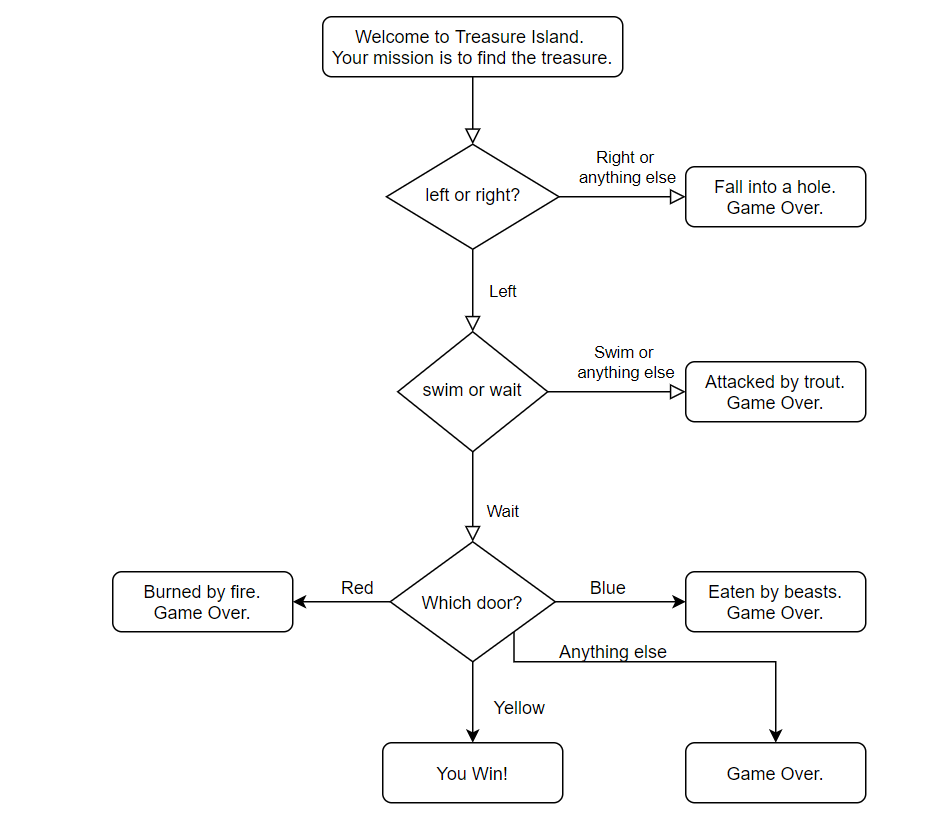 Welcome to Treasure Island.
Your mission is to find the treasure.
left or right?
Right or
anything else
Fall into a hole.
Game Over.
Left
swim or wait
Swim or
anything else
Attacked by trout.
Game Over.
Wait
Which door?
Red
Burned by fire.
Game Over.
Blue
Eaten by beasts.
Game Over.
Anything else
Yellow
You Win!
Game Over.